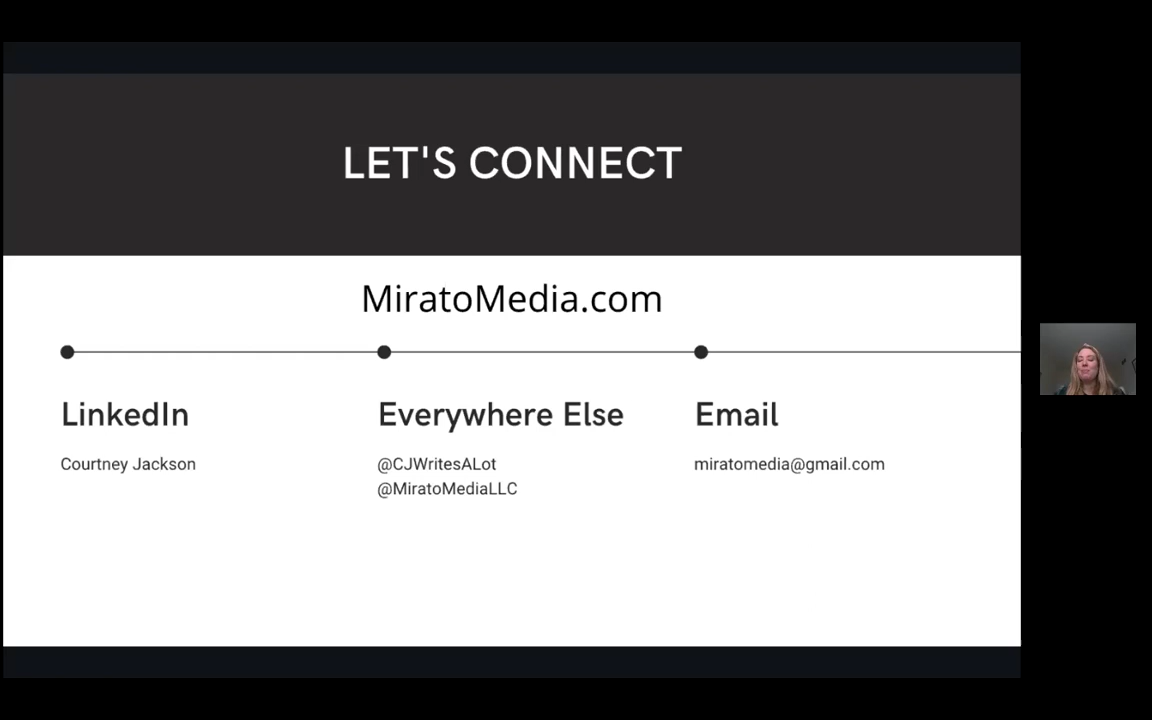 LET'S CONNECT
MiratoMedia.com
LinkedIn
Courtney Jackson
Everywhere Else
@CJWritesALot
@MiratoMediaLLC
Email
miratomedia@gmail.com